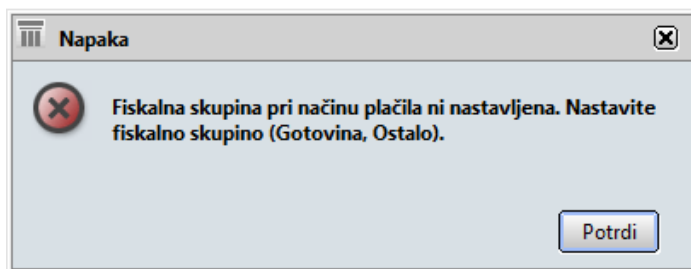 Napaka
Fiskalna skupina pri načinu plačila ni nastavljena. Nastavite
fiskalno skupino (Gotovina, Ostalo).
Potrdi